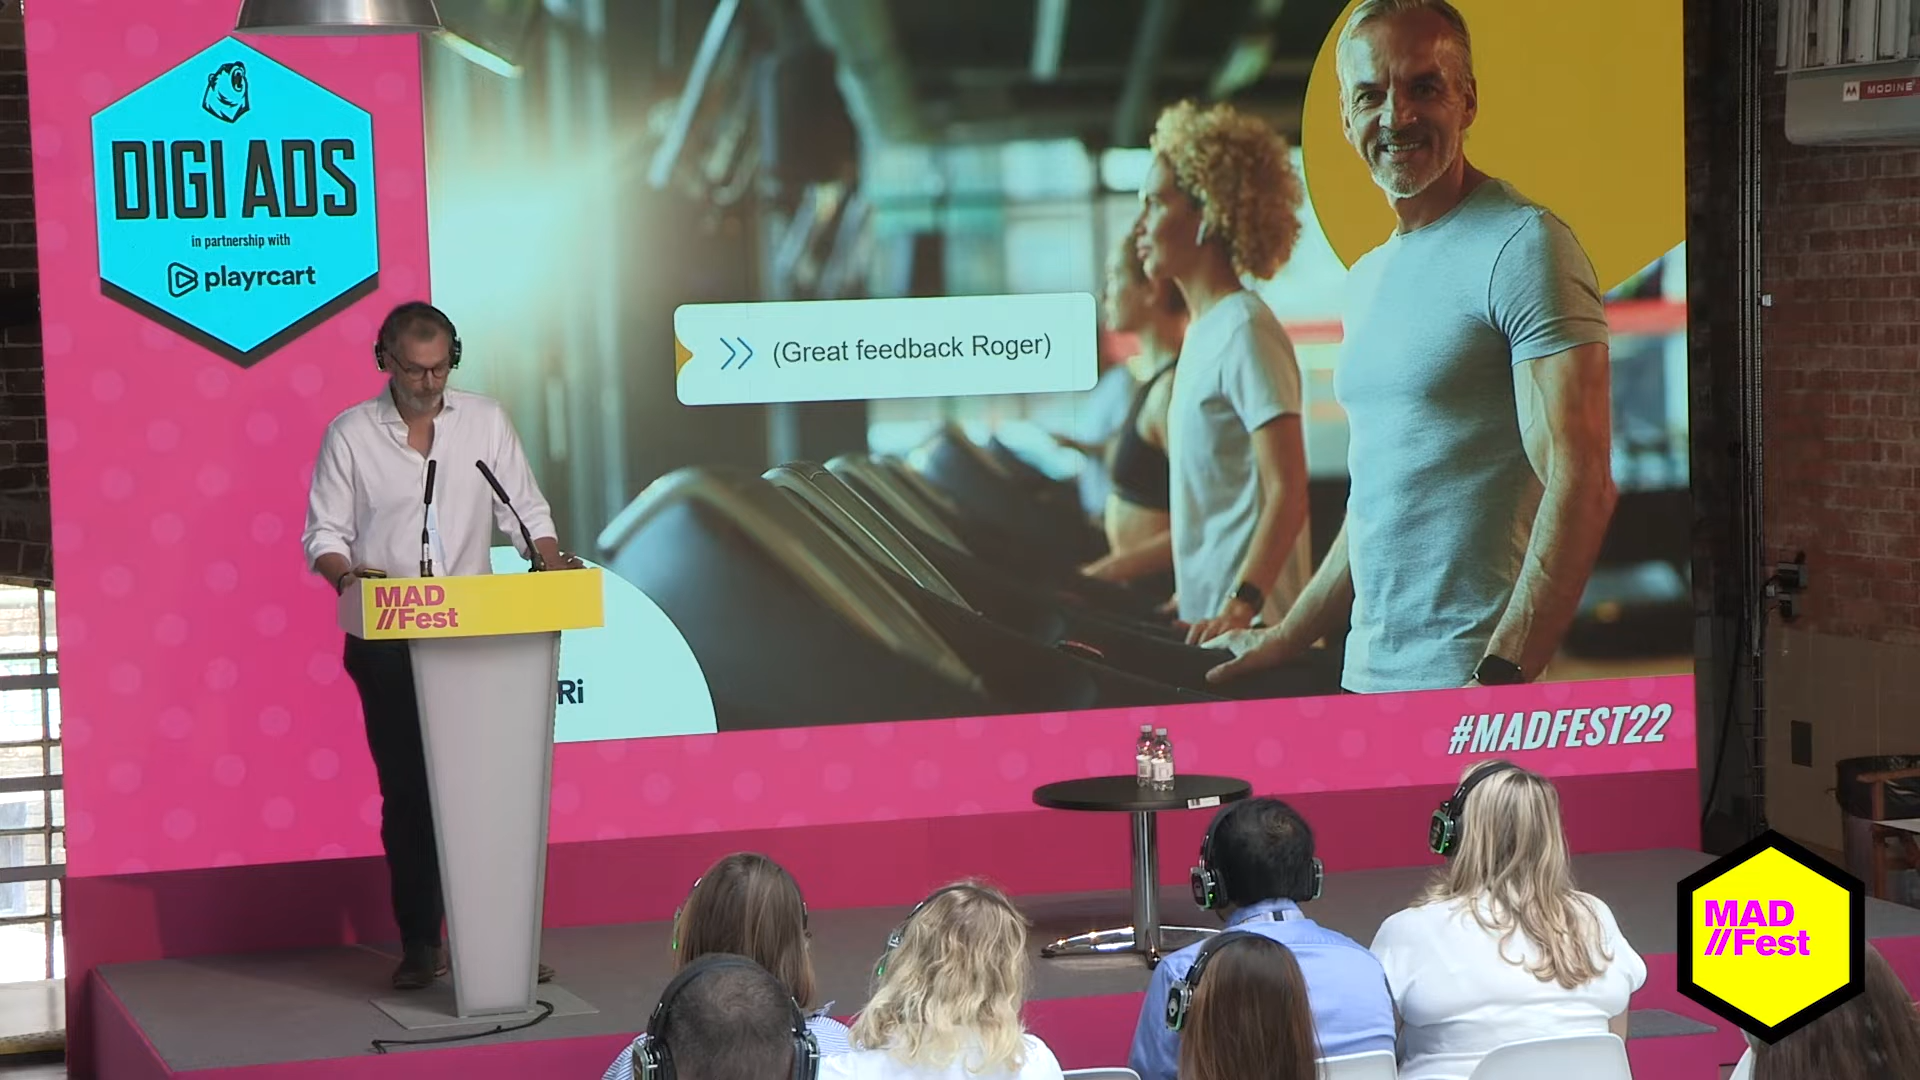 DIGI ADS
in partnership with
playrcart
(Great feedback Roger)
MAD
//Fest
Ri
#MADFEST22
MODINE
MAD
//Fest